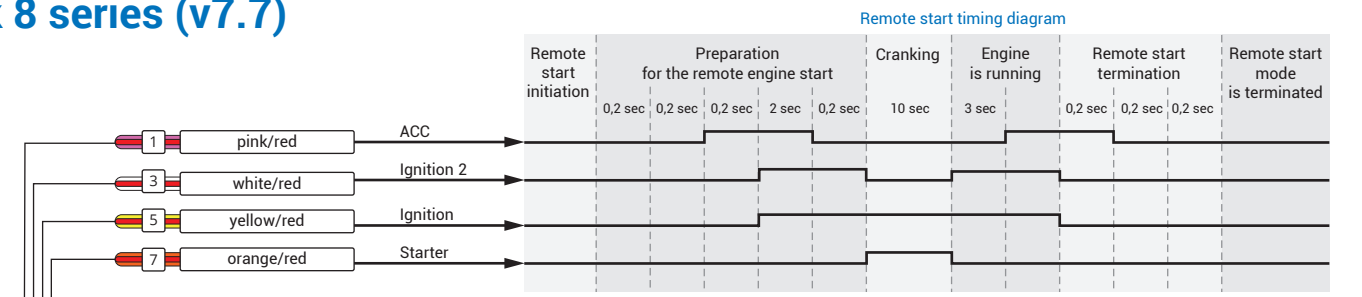 8 series (v7.7)
Remote start timing diagram
Remote
start
initiation
Preparation
for the remote engine start
Cranking
Engine
is running
Remote start
termination
Remote start
mode
is terminated
0,2 sec 0,2 sec 0,2 sec 2 sec 0,2 sec 10 sec 3 sec 0,2 sec 0,2 sec 0,2 sec
1 pink/red ACC
3 white/red Ignition 2
5 yellow/red Ignition
7 orange/red Starter